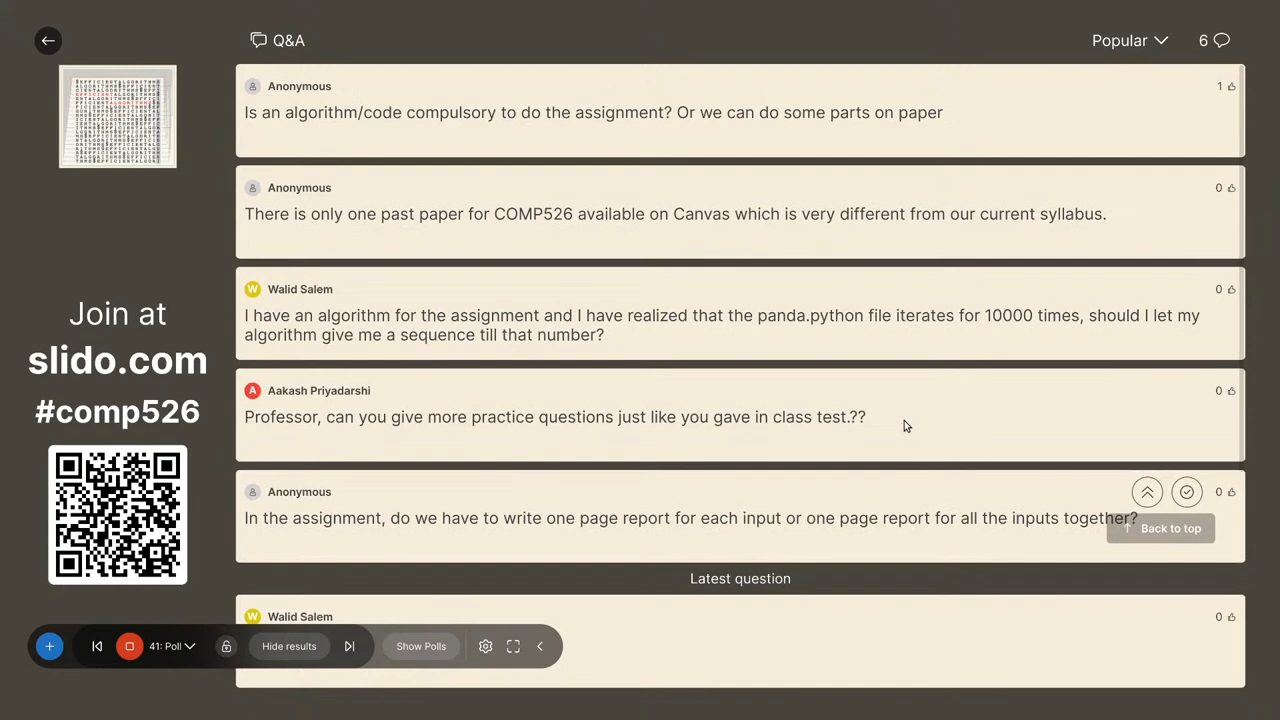 Q&A
Popular
6
Anonymous
1
Is an algorithm/code compulsory to do the assignment? Or we can do some parts on paper
Anonymous
0
There is only one past paper for COMP526 available on Canvas which is very different from our current syllabus.
W Walid Salem
0
I have an algorithm for the assignment and I have realized that the panda.python file iterates for 10000 times, should I let my
algorithm give me a sequence till that number?
A Aakash Priyadarshi
0
Professor, can you give more practice questions just like you gave in class test.??
Anonymous
0
In the assignment, do we have to write one page report for each input or one page report for all the inputs together?
Back to top
Latest question
W Walid Salem
0
Join at
slido.com
#comp526
41: Poll
Hide results
Show Polls